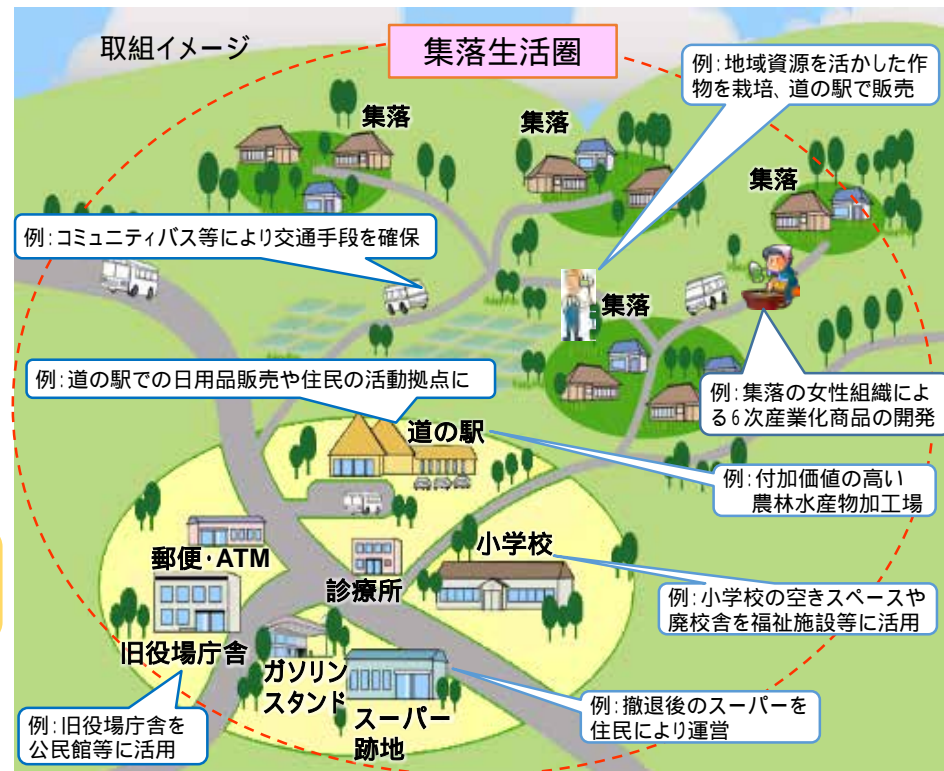 取組イメージ
集落生活圏
例:地域資源を活かした作
物を栽培、道の駅で販売
集落
集落
集落
例:コミュニティバス等により交通手段を確保
集落
例:道の駅での日用品販売や住民の活動拠点に
例:集落の女性組織によ
る6次産業化商品の開発
道の駅
例:付加価値の高い
農林水産物加工場
郵便・ATM
小学校
診療所
例:小学校の空きスペースや
廃校舎を福祉施設等に活用
旧役場庁舎
ガソリン
スタンド
スーパー
跡地
例:撤退後のスーパーを
住民により運営
例:旧役場庁舎を
公民館等に活用